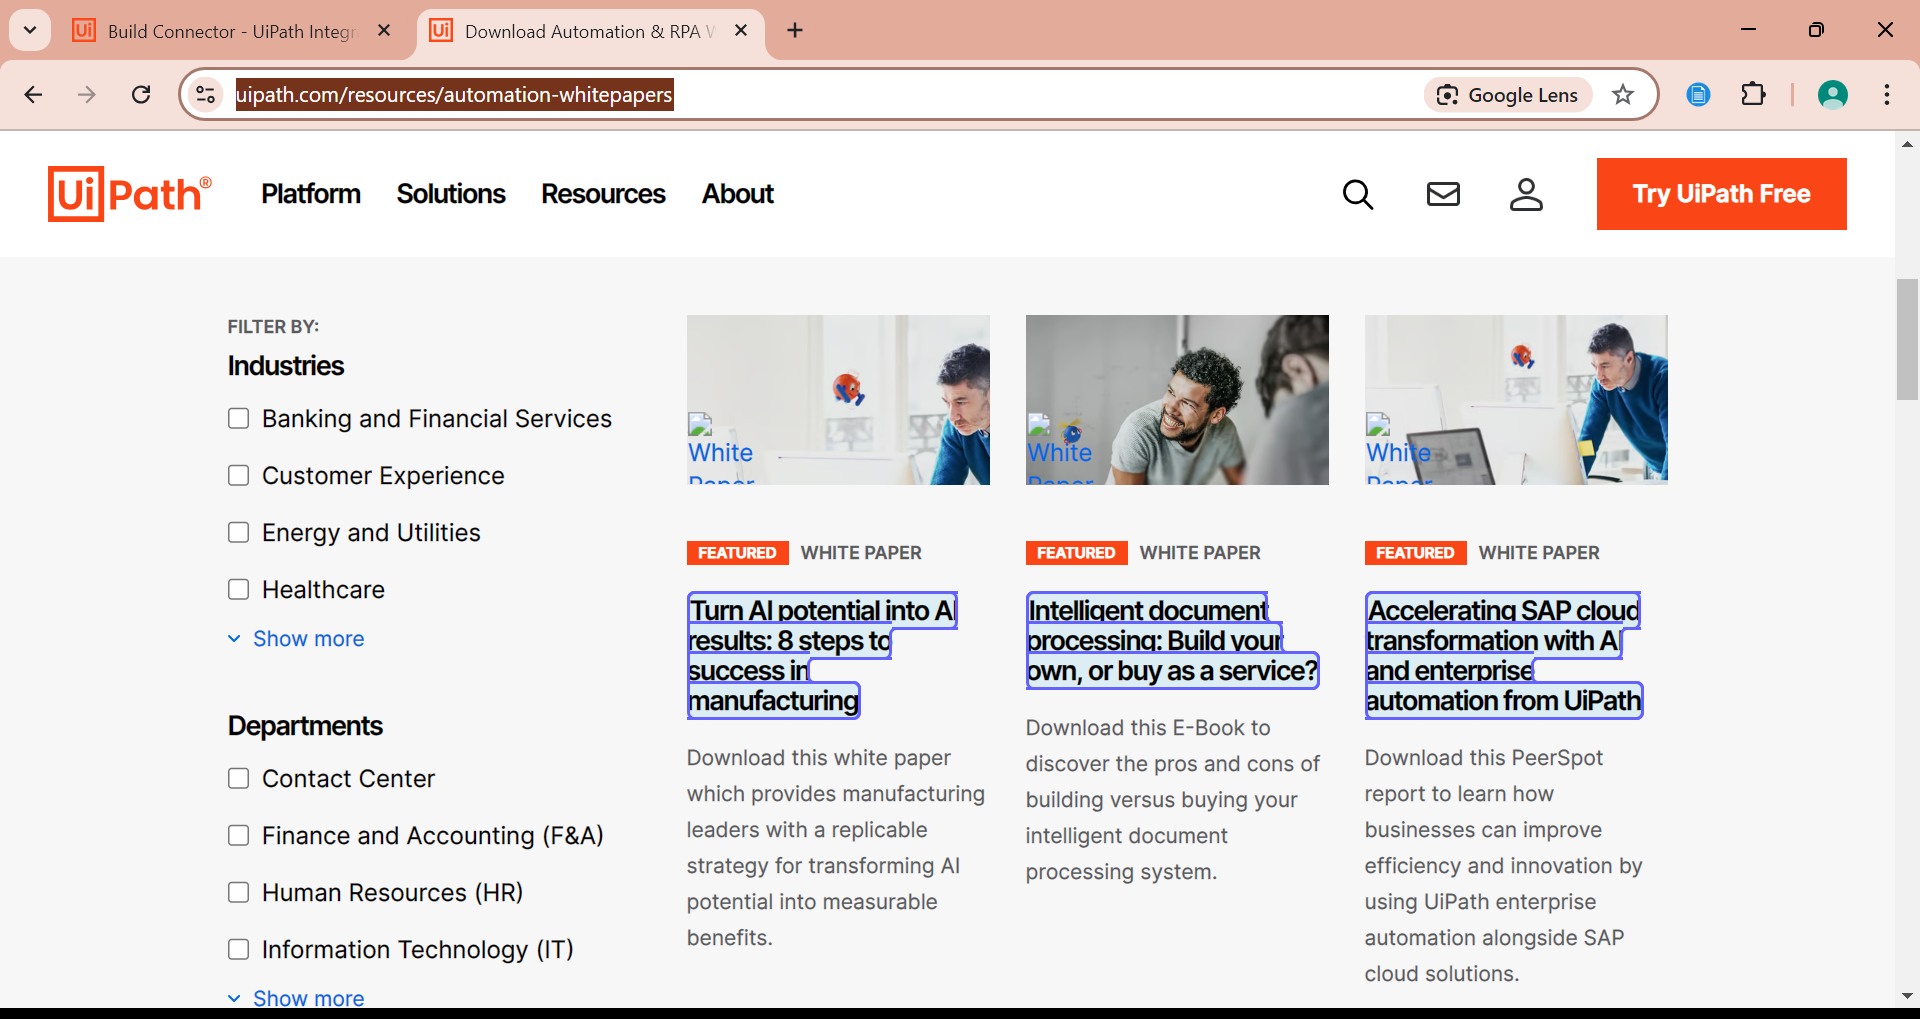 Build Connector - UiPath Integr
Download Automation & RPA W
uipath.com/resources/automation-whitepapers
Google Lens
UiPath®
Platform
Solutions
Resources
About
Try UiPath Free
FILTER BY:
Industries
Banking and Financial Services
Customer Experience
Energy and Utilities
Healthcare
Show more
Departments
Contact Center
Finance and Accounting (F&A)
Human Resources (HR)
Information Technology (IT)
Show more
White
Paper
FEATURED WHITE PAPER
Turn AI potential into AI
results: 8 steps to
success in
manufacturing
Download this white paper
which provides manufacturing
leaders with a replicable
strategy for transforming AI
potential into measurable
benefits.
White
Paper
FEATURED WHITE PAPER
Intelligent document
processing: Build your
own, or buy as a service?
Download this E-Book to
discover the pros and cons of
building versus buying your
intelligent document
processing system.
White
Paper
FEATURED WHITE PAPER
Accelerating SAP cloud
transformation with AI
and enterprise
automation from UiPath
Download this PeerSpot
report to learn how
businesses can improve
efficiency and innovation by
using UiPath enterprise
automation alongside SAP
cloud solutions.